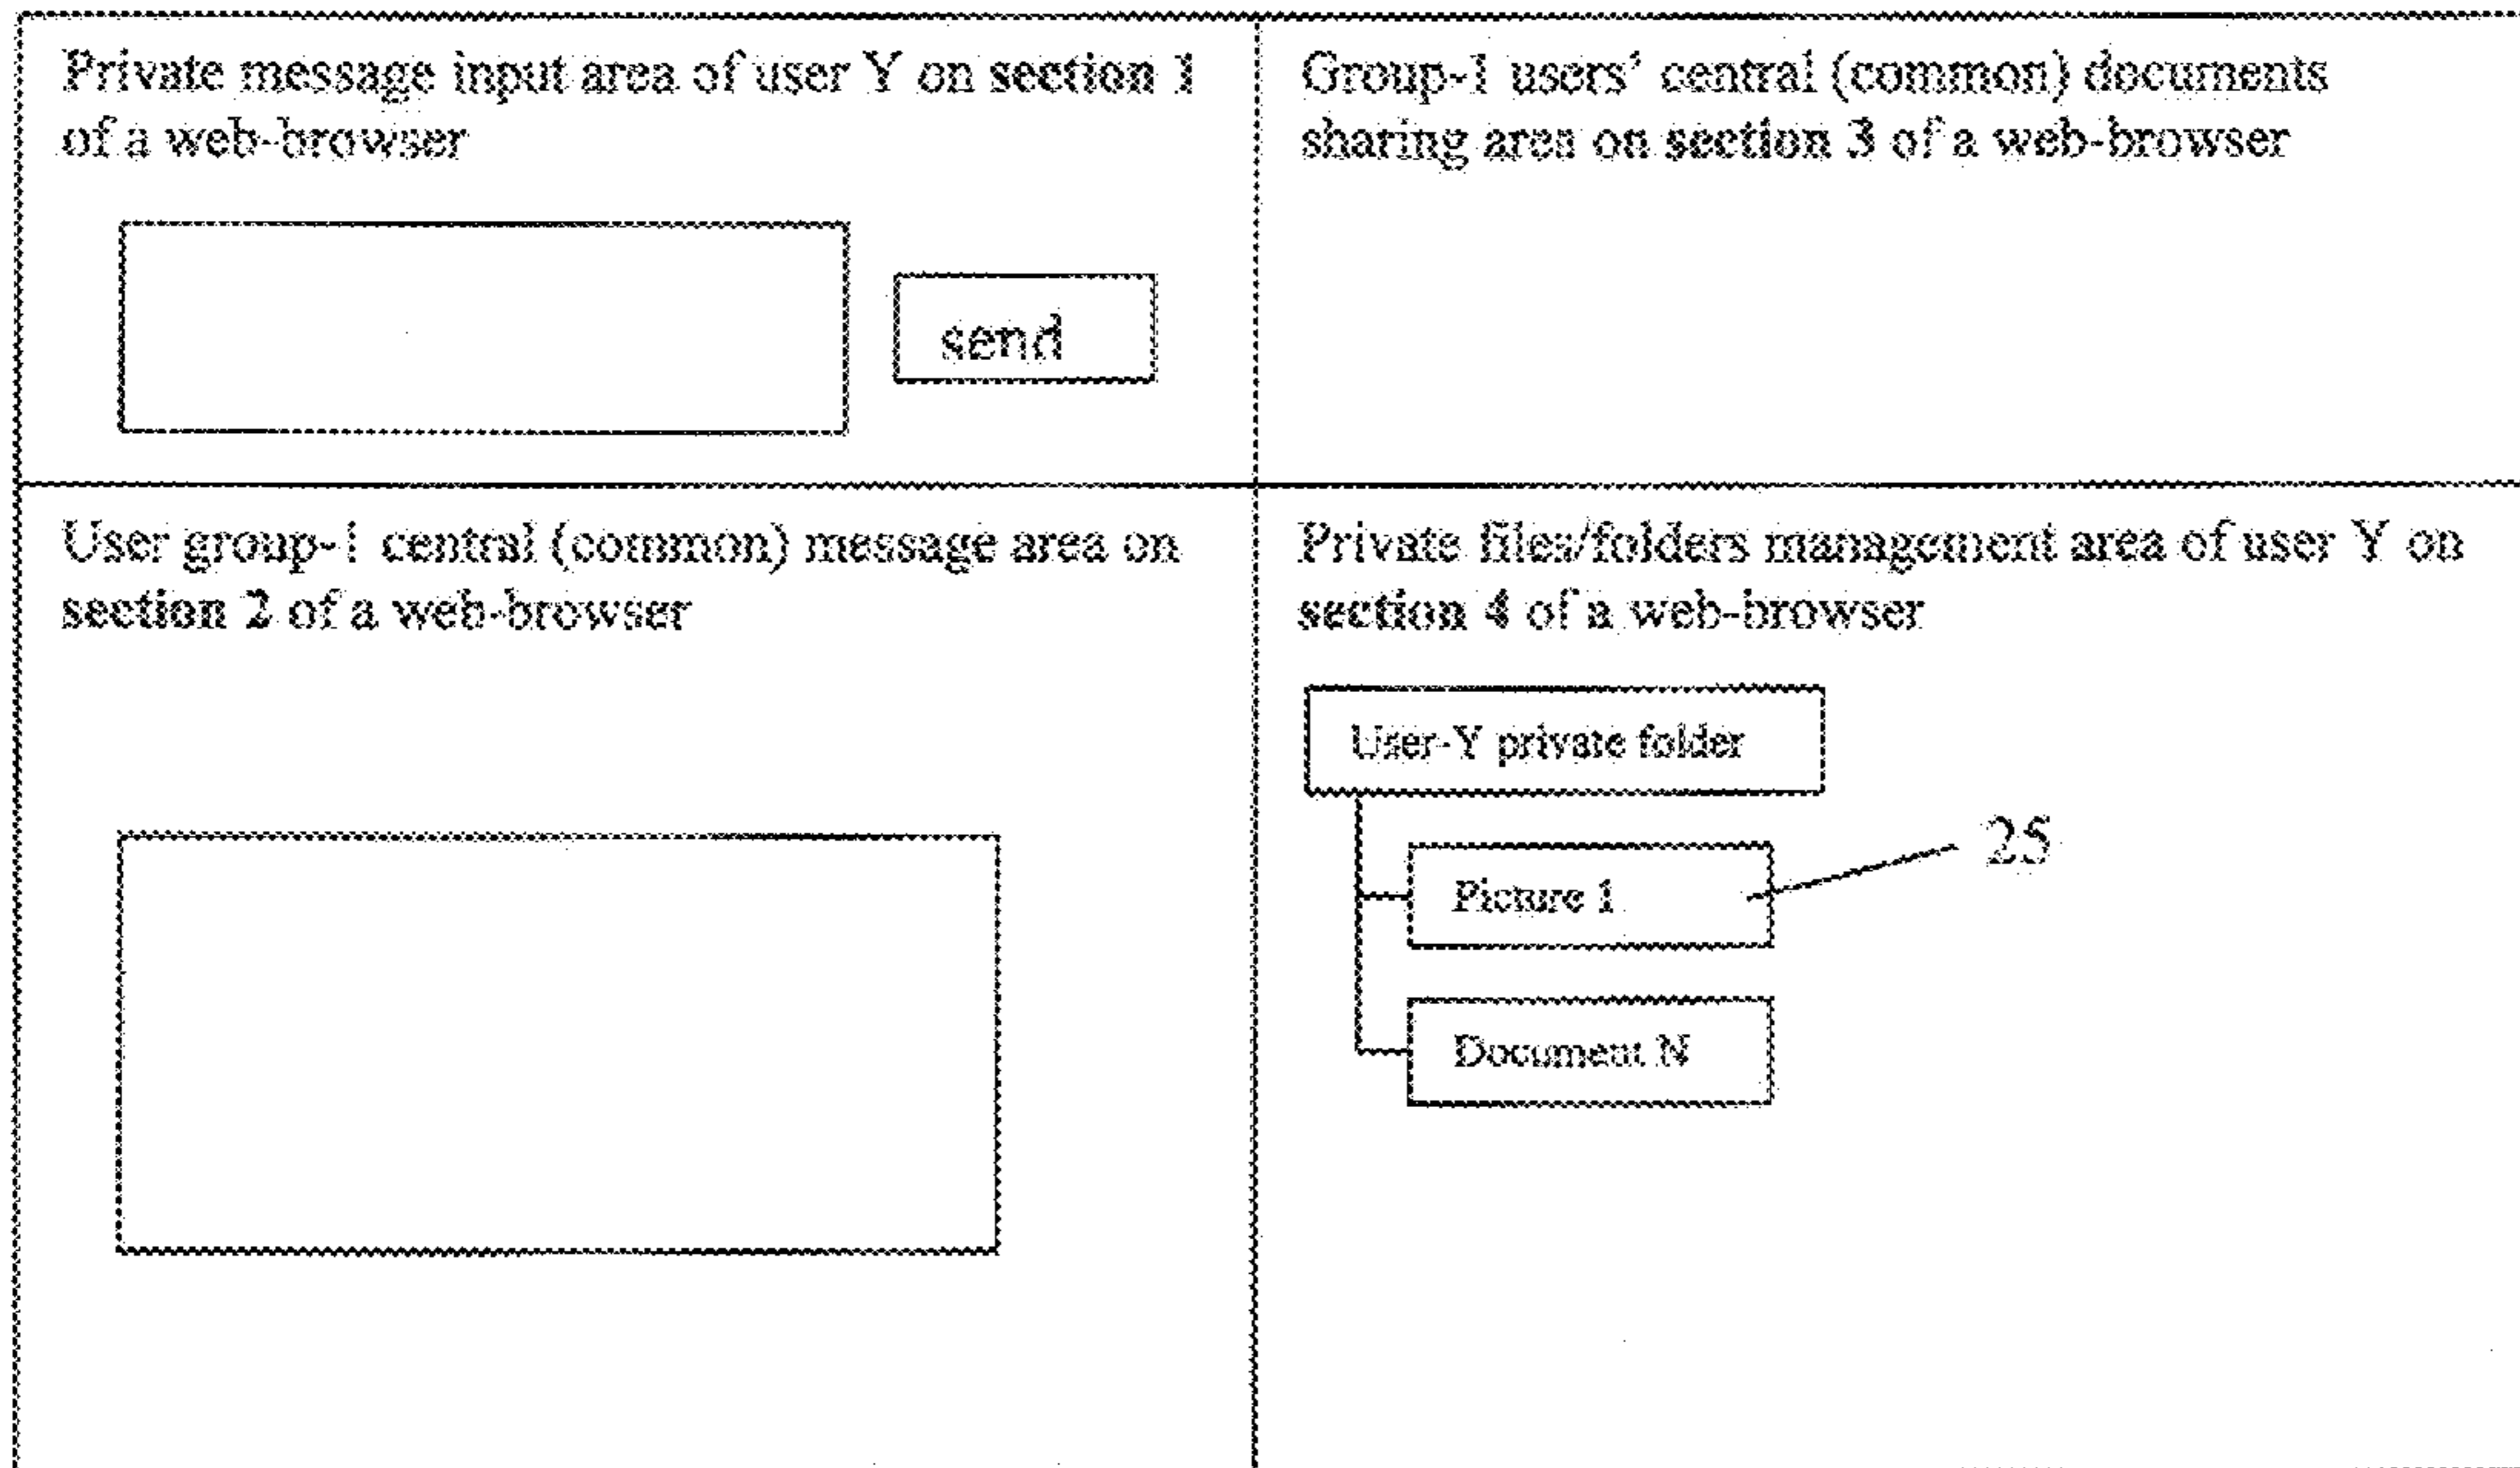 Private message input area of user Y on section 1
of a web-browser
send
Group-1 users' central (common) documents
sharing area on section 3 of a web-browser
User group-1 central (common) message area on
section 2 of a web-browser
Private files/folders management area of user Y on
section 4 of a web-browser
User-Y private folder
25
Picture 1
Document N